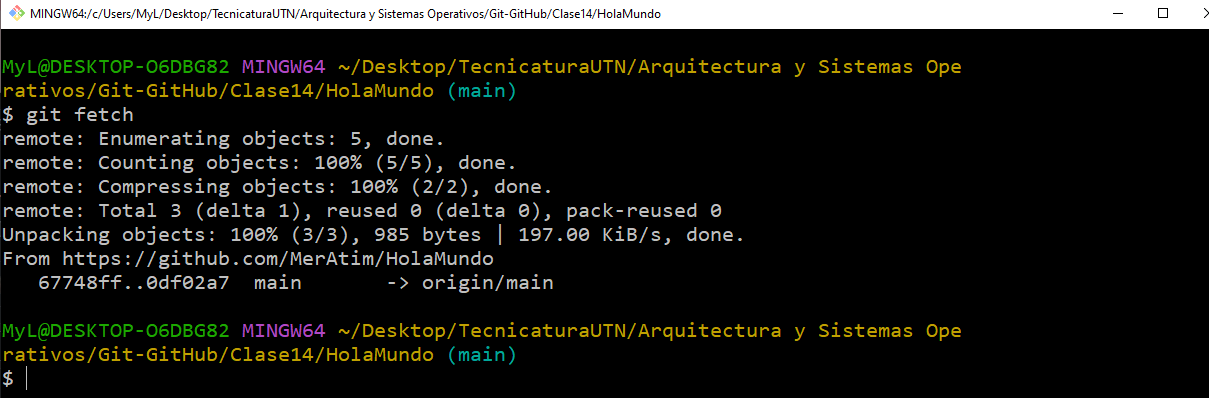 MINGW64:/c/Users/MyL/Desktop/TecnicaturaUTN/Arquitectura y Sistemas Operativos/Git-GitHub/Clase14/HolaMundo
MyL@DESKTOP-O6DBG82 MINGW64 ~/Desktop/TecnicaturaUTN/Arquitectura y Sistemas Ope
rativos/Git-GitHub/Clase14/HolaMundo (main)
$ git fetch
remote: Enumerating objects: 5, done.
remote: Counting objects: 100% (5/5), done.
remote: Compressing objects: 100% (2/2), done.
remote: Total 3 (delta 1), reused 0 (delta 0), pack-reused 0
Unpacking objects: 100% (3/3), 985 bytes | 197.00 KiB/s, done.
From https://github.com/MerAtim/HolaMundo
   67748ff..0df02a7  main       -> origin/main
MyL@DESKTOP-O6DBG82 MINGW64 ~/Desktop/TecnicaturaUTN/Arquitectura y Sistemas Ope
rativos/Git-GitHub/Clase14/HolaMundo (main)
$